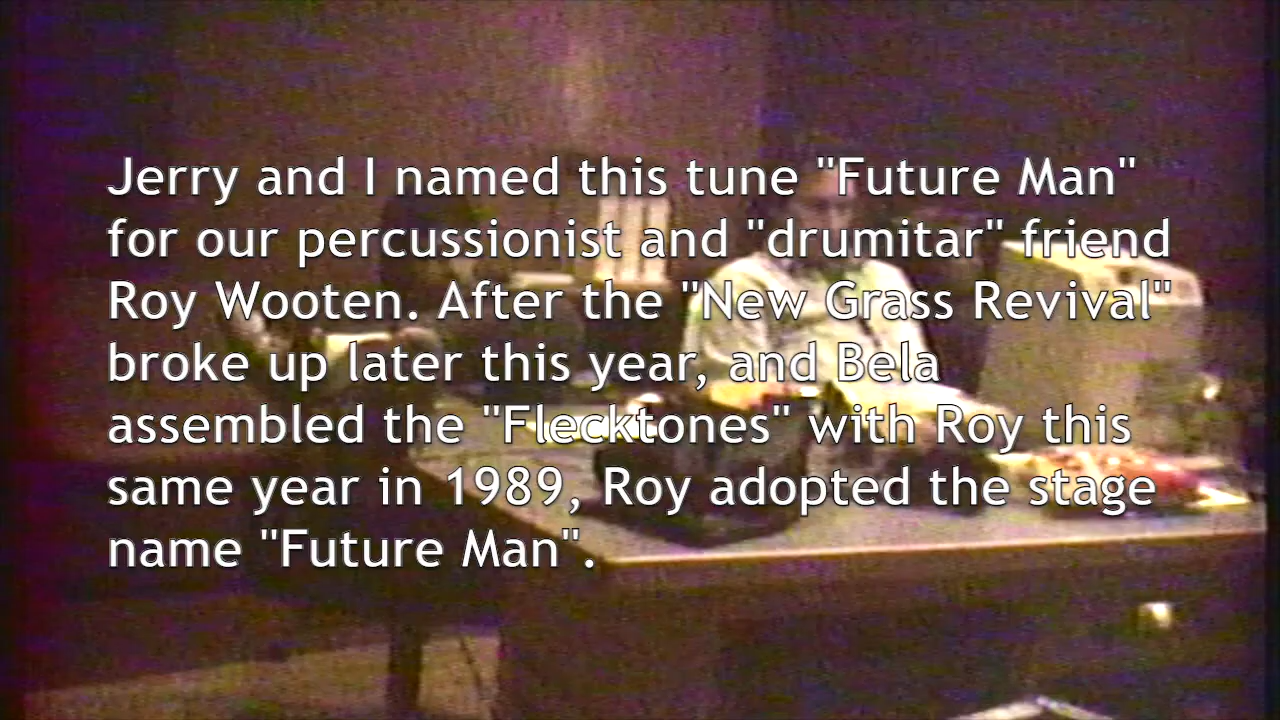 Jerry and I named this tune "Future Man"
for our percussionist and "drumitar" friend
Roy Wooten. After the "New Grass Revival"
broke up later this year, and Bela
assembled the "Flecktones" with Roy this
same year in 1989, Roy adopted the stage
name "Future Man".